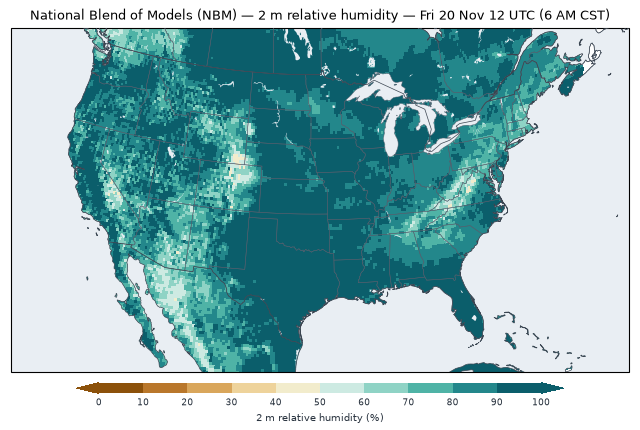 National Blend of Models (NBM) — 2 m relative humidity — Fri 20 Nov 12 UTC (6 AM CST)
0 10 20 30 40 50 60 70 80 90 100
2 m relative humidity (%)